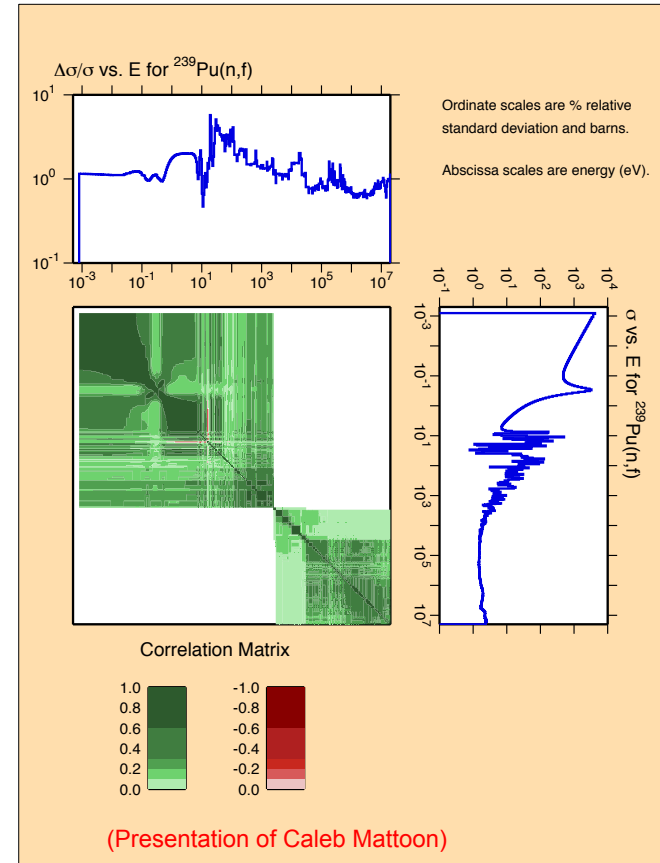 Δσ/σ vs. E for ²³⁹Pu(n,f)
10¹
10⁰
10⁻¹
10⁻³ 10⁻¹ 10¹ 10³ 10⁵ 10⁷
Ordinate scales are % relative
standard deviation and barns.
Abscissa scales are energy (eV).
10⁻¹ 10⁰ 10¹ 10² 10³ 10⁴
σ vs. E for ²³⁹Pu(n,f)
10⁻³
10⁻¹
10¹
10³
10⁵
10⁷
Correlation Matrix
1.0 -1.0
0.8 -0.8
0.6 -0.6
0.4 -0.4
0.2 -0.2
0.0 0.0
(Presentation of Caleb Mattoon)